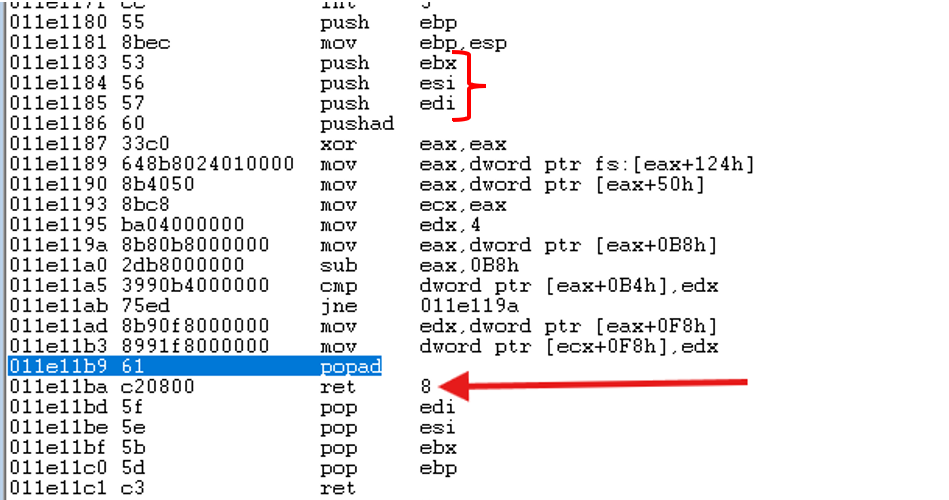 011e1180 55 push ebp
011e1181 8bec mov ebp,esp
011e1183 53 push ebx
011e1184 56 push esi
011e1185 57 push edi
011e1186 60 pushad
011e1187 33c0 xor eax,eax
011e1189 648b8024010000 mov eax,dword ptr fs:[eax+124h]
011e1190 8b4050 mov eax,dword ptr [eax+50h]
011e1193 8bc8 mov ecx,eax
011e1195 ba04000000 mov edx,4
011e119a 8b80b8000000 mov eax,dword ptr [eax+0B8h]
011e11a0 2db8000000 sub eax,0B8h
011e11a5 3990b4000000 cmp dword ptr [eax+0B4h],edx
011e11ab 75ed jne 011e119a
011e11ad 8b90f8000000 mov edx,dword ptr [eax+0F8h]
011e11b3 8991f8000000 mov dword ptr [ecx+0F8h],edx
011e11b9 61 popad
011e11ba c20800 ret 8
011e11bd 5f pop edi
011e11be 5e pop esi
011e11bf 5b pop ebx
011e11c0 5d pop ebp
011e11c1 c3 ret